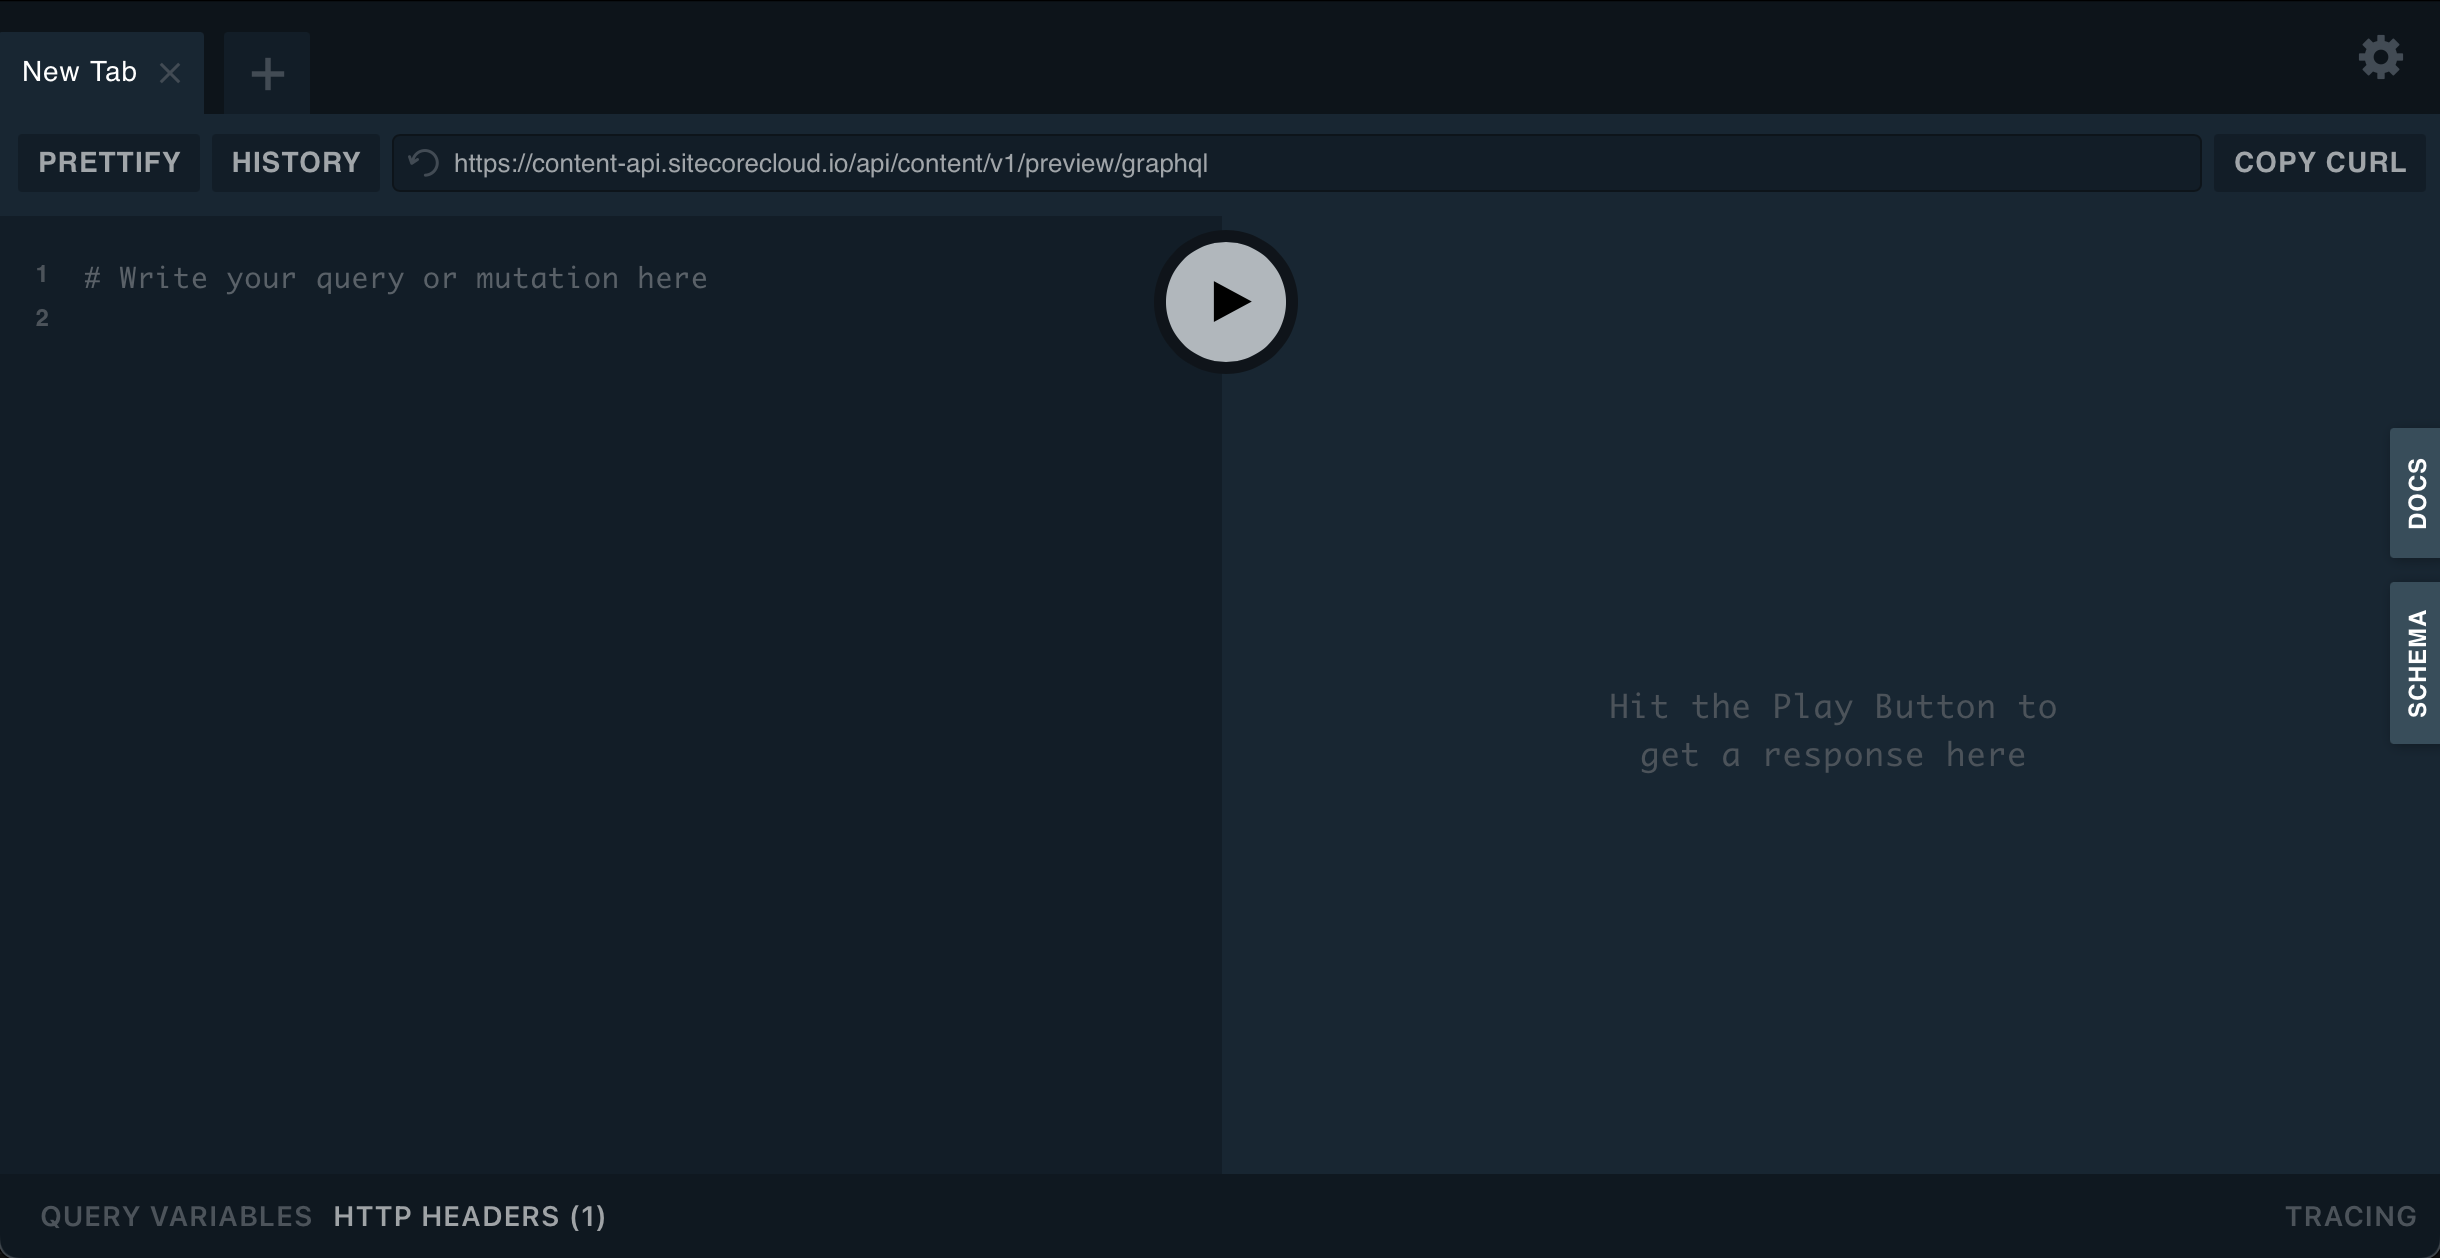 New Tab
PRETTIFY
HISTORY
https://content-api.sitecorecloud.io/api/content/v1/preview/graphql
COPY CURL
1 # Write your query or mutation here
2
Hit the Play Button to
get a response here
DOCS
SCHEMA
QUERY VARIABLES
HTTP HEADERS (1)
TRACING